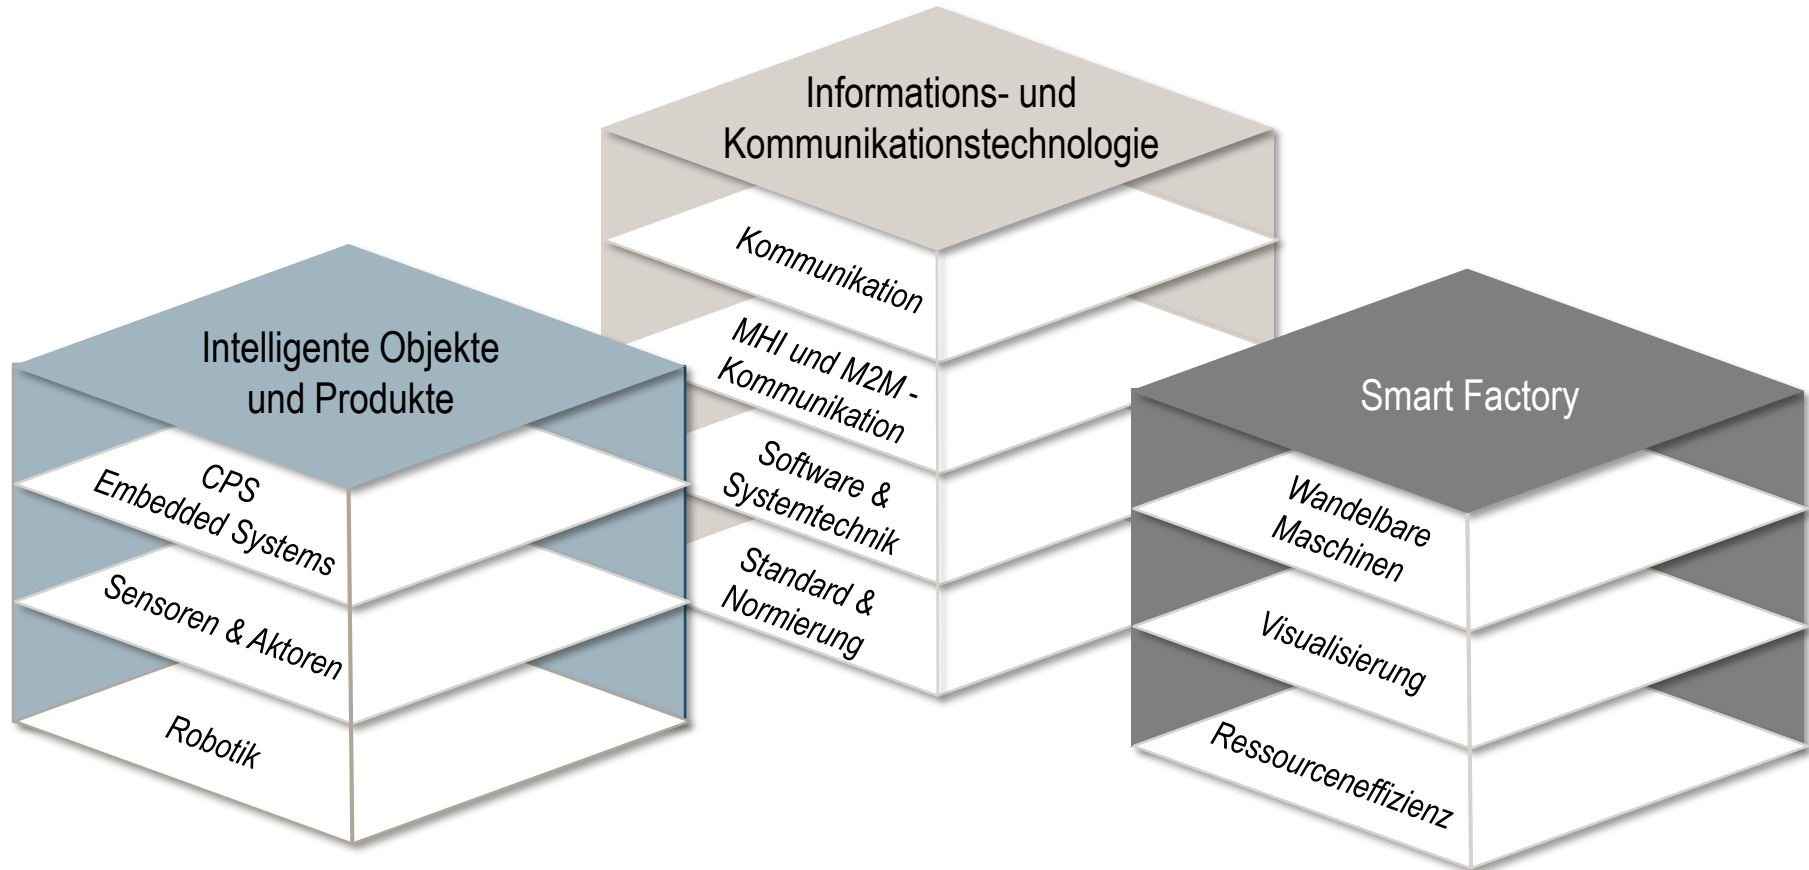 Informations- und
Kommunikationstechnologie
Kommunikation
MHI und M2M -
Kommunikation
Software &
Systemtechnik
Standard &
Normierung
Intelligente Objekte
und Produkte
CPS
Embedded Systems
Sensoren & Aktoren
Robotik
Smart Factory
Wandelbare
Maschinen
Visualisierung
Ressourceneffizienz